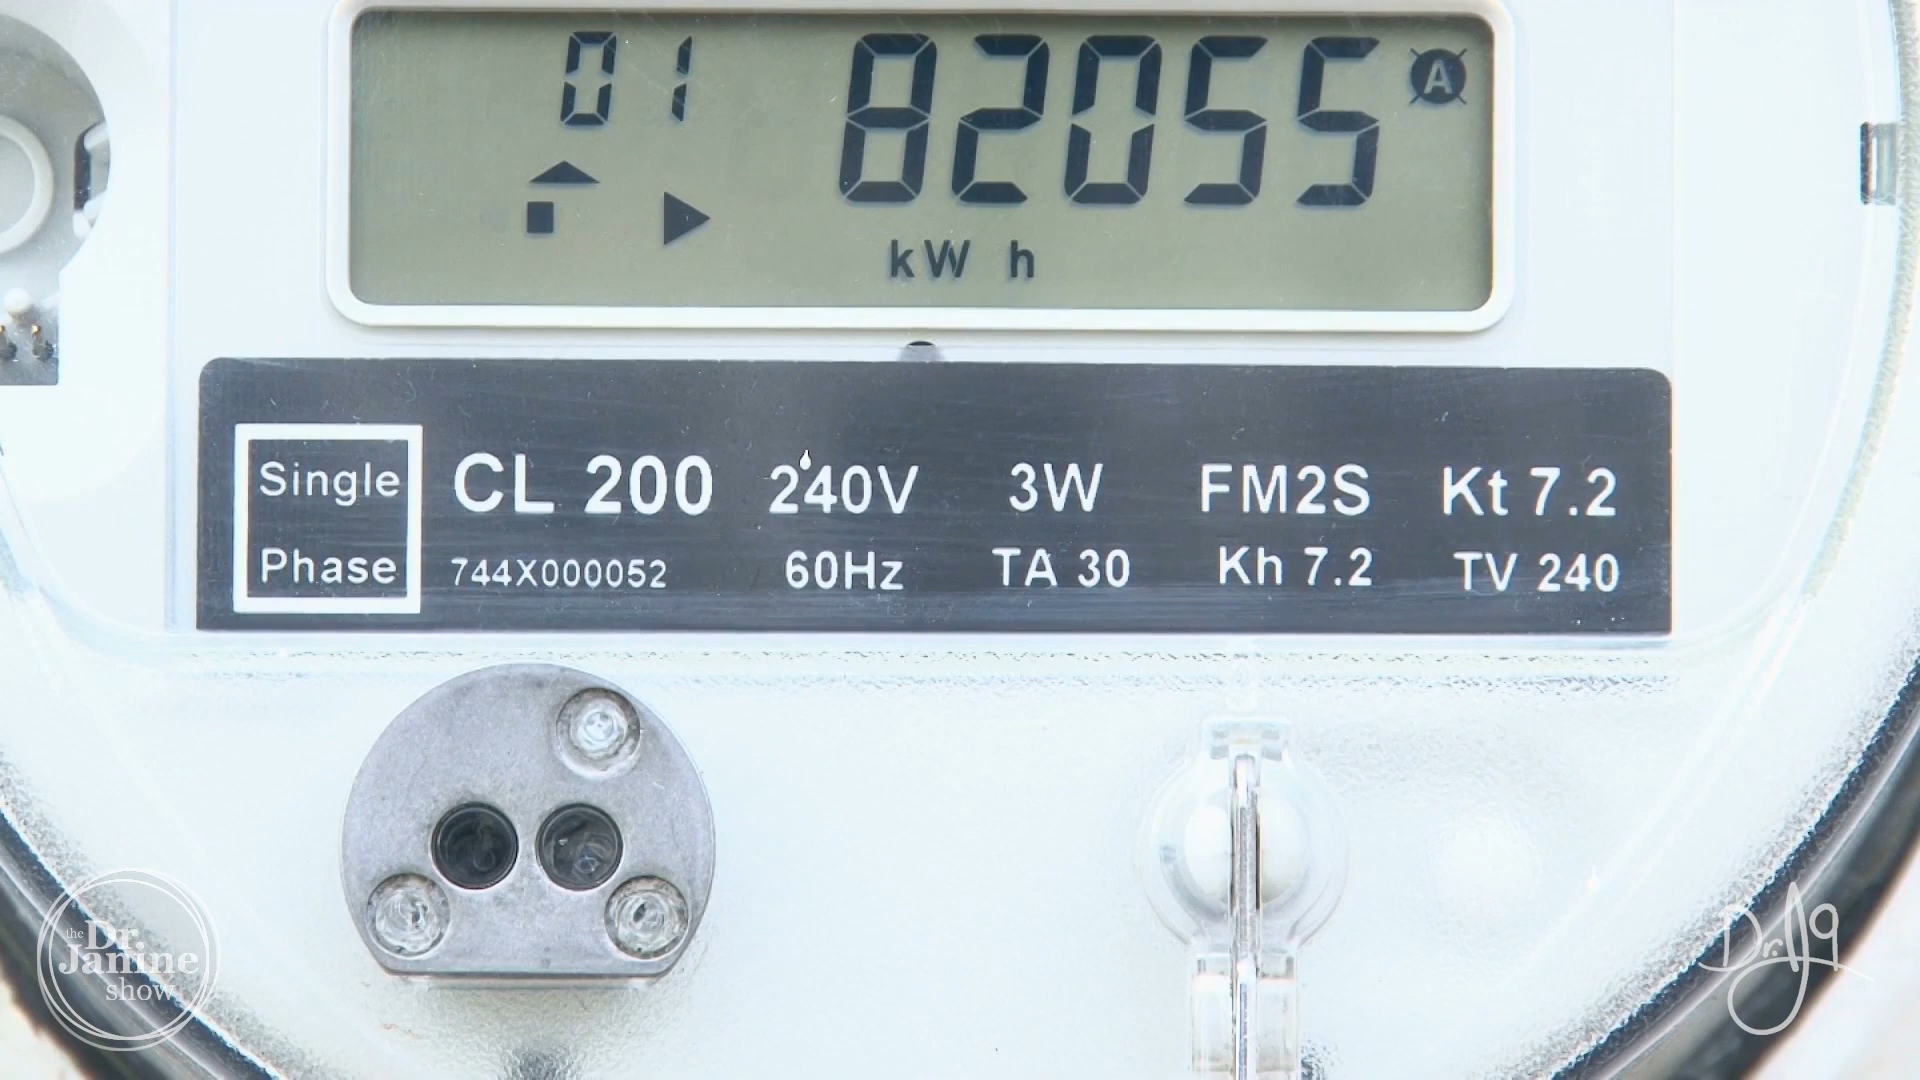 01 82055 A
kW h
Single
Phase
CL 200 240V 3W FM2S Kt 7.2
744X000052 60Hz TA 30 Kh 7.2 TV 240
the
Dr.
Janine
show